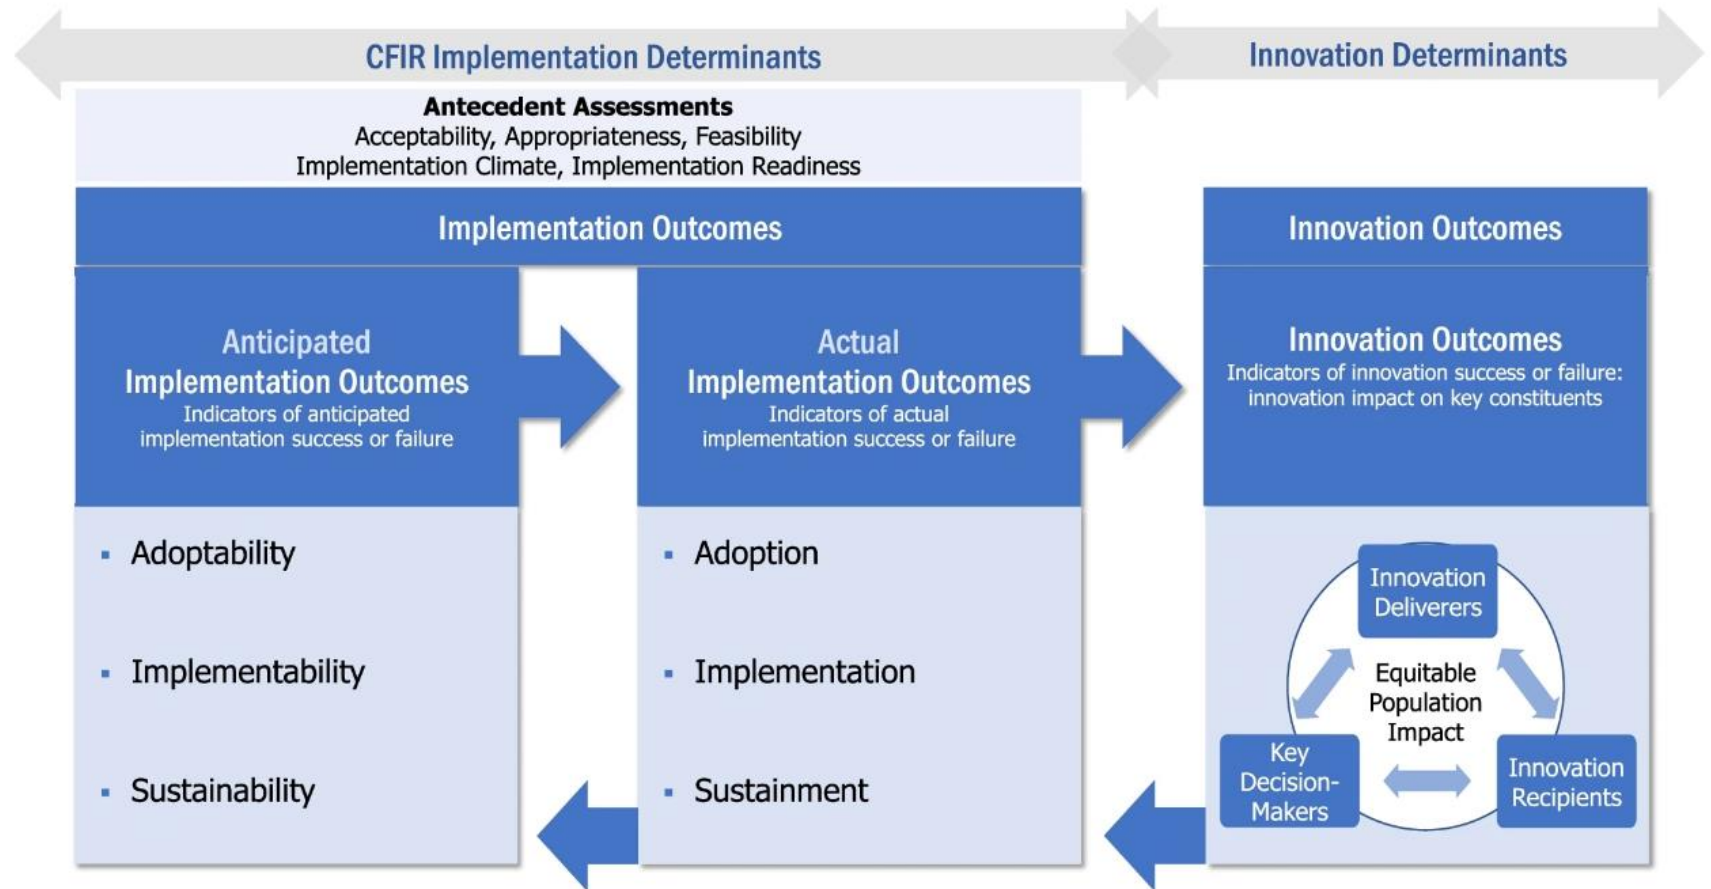 CFIR Implementation Determinants
Innovation Determinants
Antecedent Assessments
Acceptability, Appropriateness, Feasibility
Implementation Climate, Implementation Readiness
Implementation Outcomes
Innovation Outcomes
Anticipated
Implementation Outcomes
Indicators of anticipated
implementation success or failure
Actual
Implementation Outcomes
Indicators of actual
implementation success or failure
Innovation Outcomes
Indicators of innovation success or failure:
innovation impact on key constituents
▪ Adoptability
▪ Implementability
▪ Sustainability
▪ Adoption
▪ Implementation
▪ Sustainment
Innovation
Deliverers
Equitable
Population
Impact
Key
Decision-
Makers
Innovation
Recipients